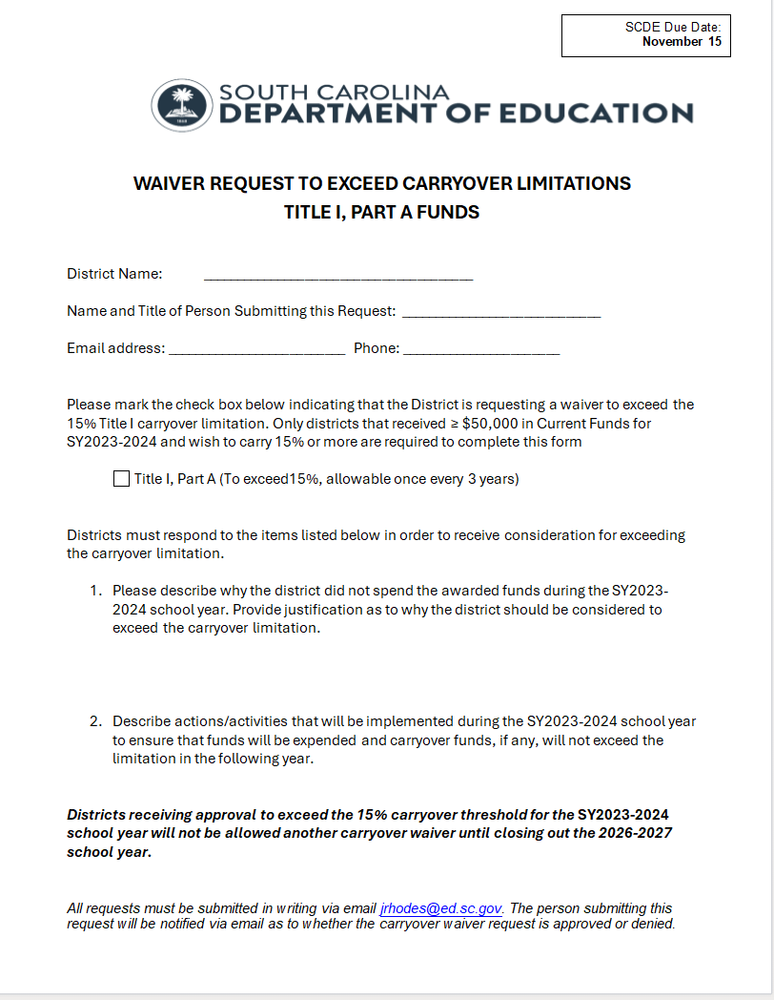 SCDE Due Date:
November 15
SOUTH CAROLINA
DEPARTMENT OF EDUCATION
WAIVER REQUEST TO EXCEED CARRYOVER LIMITATIONS
TITLE I, PART A FUNDS
District Name: ___________________________________
Name and Title of Person Submitting this Request: __________________________
Email address: _______________________ Phone: ____________________
Please mark the check box below indicating that the District is requesting a waiver to exceed the
15% Title I carryover limitation. Only districts that received ≥ $50,000 in Current Funds for
SY2023-2024 and wish to carry 15% or more are required to complete this form
☐ Title I, Part A (To exceed15%, allowable once every 3 years)
Districts must respond to the items listed below in order to receive consideration for exceeding
the carryover limitation.
1. Please describe why the district did not spend the awarded funds during the SY2023-
2024 school year. Provide justification as to why the district should be considered to
exceed the carryover limitation.
2. Describe actions/activities that will be implemented during the SY2023-2024 school year
to ensure that funds will be expended and carryover funds, if any, will not exceed the
limitation in the following year.
Districts receiving approval to exceed the 15% carryover threshold for the SY2023-2024
school year will not be allowed another carryover waiver until closing out the 2026-2027
school year.
All requests must be submitted in writing via email jrhodes@ed.sc.gov. The person submitting this
request will be notified via email as to whether the carryover waiver request is approved or denied.